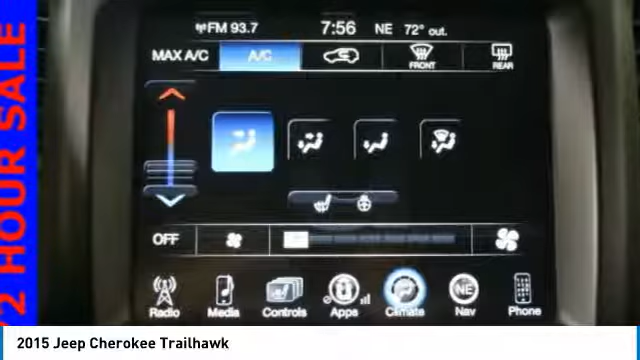 FM 93.7 7:56 NE 72° out.
MAX A/C A/C FRONT REAR
OFF
Radio Media Controls Apps Climate NE Nav Phone
2 HOUR SALE
2015 Jeep Cherokee Trailhawk